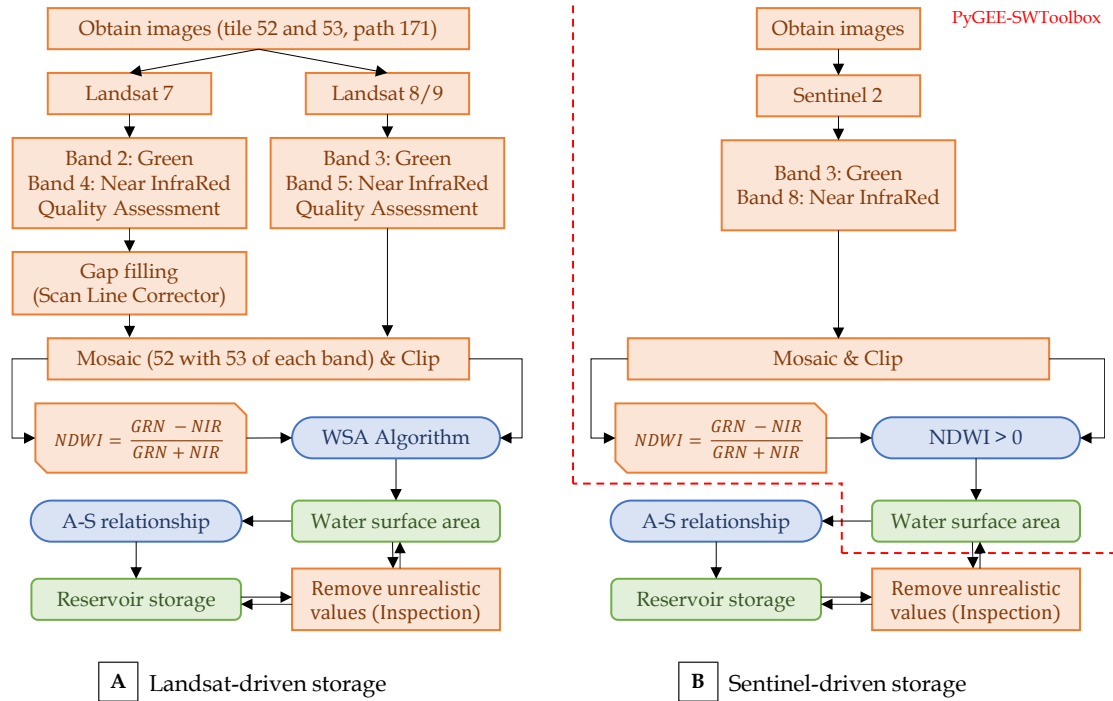 Obtain images (tile 52 and 53, path 171)
Landsat 7
Landsat 8/9
Band 2: Green
Band 4: Near InfraRed
Quality Assessment
Band 3: Green
Band 5: Near InfraRed
Quality Assessment
Gap filling
(Scan Line Corrector)
Mosaic (52 with 53 of each band) & Clip
NDWI = (GRN − NIR) / (GRN + NIR)
WSA Algorithm
A-S relationship
Water surface area
Reservoir storage
Remove unrealistic
values (Inspection)
A Landsat-driven storage
PyGEE-SWToolbox
Obtain images
Sentinel 2
Band 3: Green
Band 8: Near InfraRed
Mosaic & Clip
NDWI = (GRN − NIR) / (GRN + NIR)
NDWI > 0
A-S relationship
Water surface area
Reservoir storage
Remove unrealistic
values (Inspection)
B Sentinel-driven storage